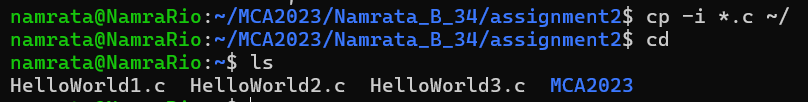 namrata@NamraRio:~/MCA2023/Namrata_B_34/assignment2$ cp -i *.c ~/
namrata@NamraRio:~/MCA2023/Namrata_B_34/assignment2$ cd
namrata@NamraRio:~$ ls
HelloWorld1.c  HelloWorld2.c  HelloWorld3.c  MCA2023